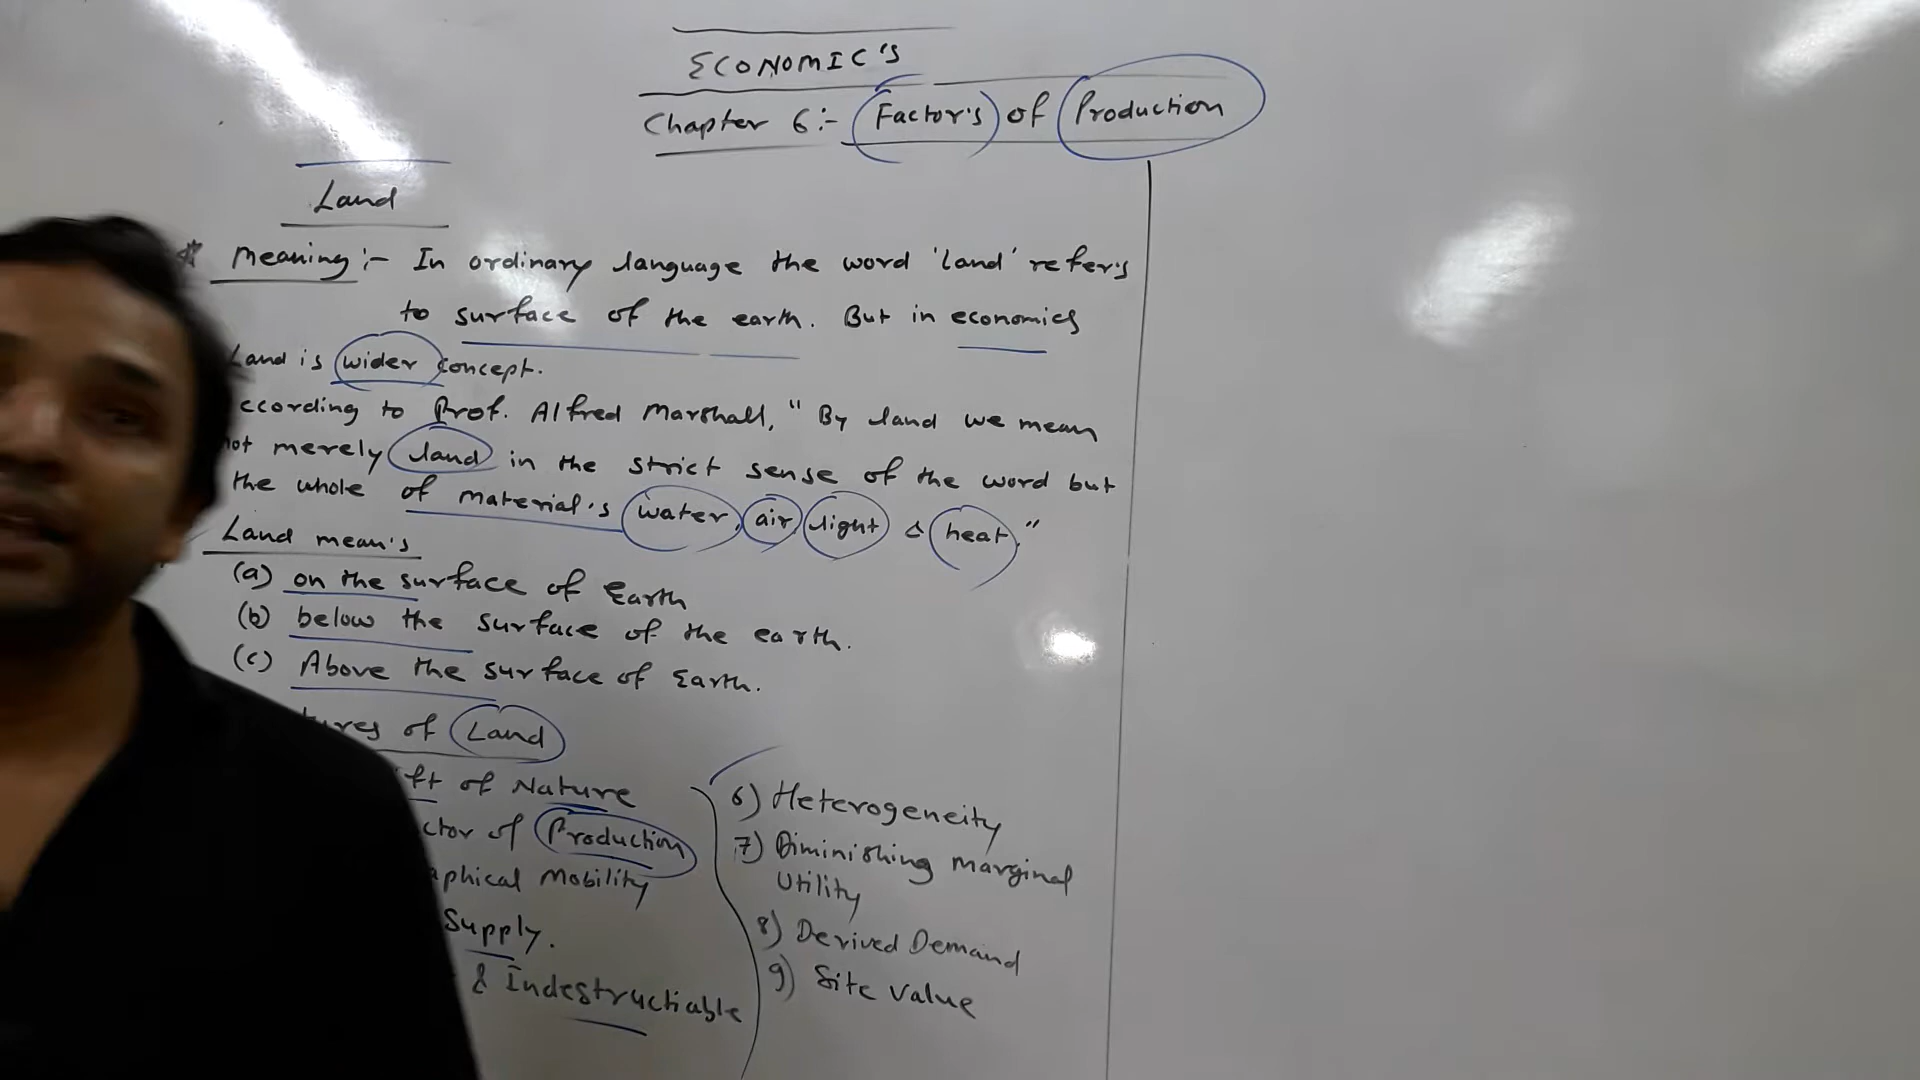 ECONOMIC'S
Chapter 6:- Factor's of Production
Land
* Meaning:- In ordinary language the word 'land' refer's
to surface of the earth. But in economics
Land is wider concept.
ccording to Prof. Alfred Marshall, "By land we mean
not merely land in the strict sense of the word but
the whole of material's water, air, light & heat."
Land mean's
(a) on the surface of Earth
(b) below the surface of the earth.
(c) Above the surface of Earth.
tures of Land
ift of Nature
ctor of Production
aphical Mobility
Supply.
& Indestructiable
6) Heterogeneity
7) Diminishing Marginal
Utility
8) Derived Demand
9) Site Value